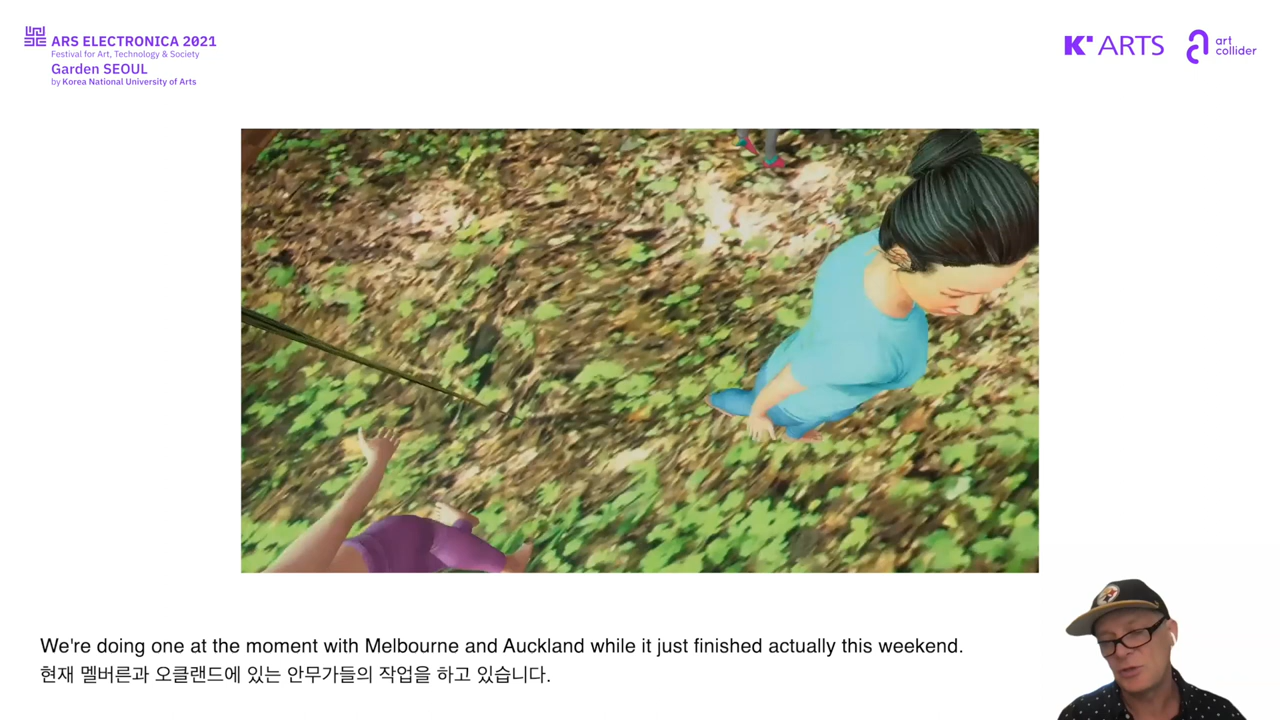 ARS ELECTRONICA 2021
Festival for Art, Technology & Society
Garden SEOUL
by Korea National University of Arts
K ARTS
art
collider
We're doing one at the moment with Melbourne and Auckland while it just finished actually this weekend.
현재 멜버른과 오클랜드에 있는 안무가들의 작업을 하고 있습니다.